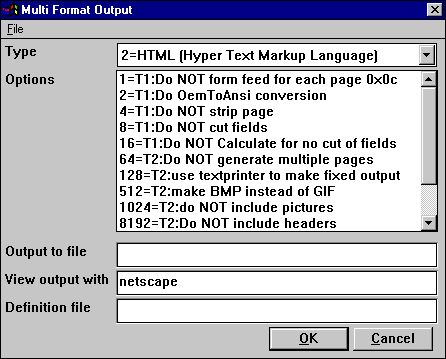 Multi Format Output
File
Type 2=HTML (Hyper Text Markup Language)
Options
1=T1:Do NOT form feed for each page 0x0c
2=T1:Do OemToAnsi conversion
4=T1:Do NOT strip page
8=T1:Do NOT cut fields
16=T1:Do NOT Calculate for no cut of fields
64=T2:Do NOT generate multiple pages
128=T2:use textprinter to make fixed output
512=T2:make BMP instead of GIF
1024=T2:do NOT include pictures
8192=T2:Do NOT include headers
Output to file
View output with netscape
Definition file
OK Cancel